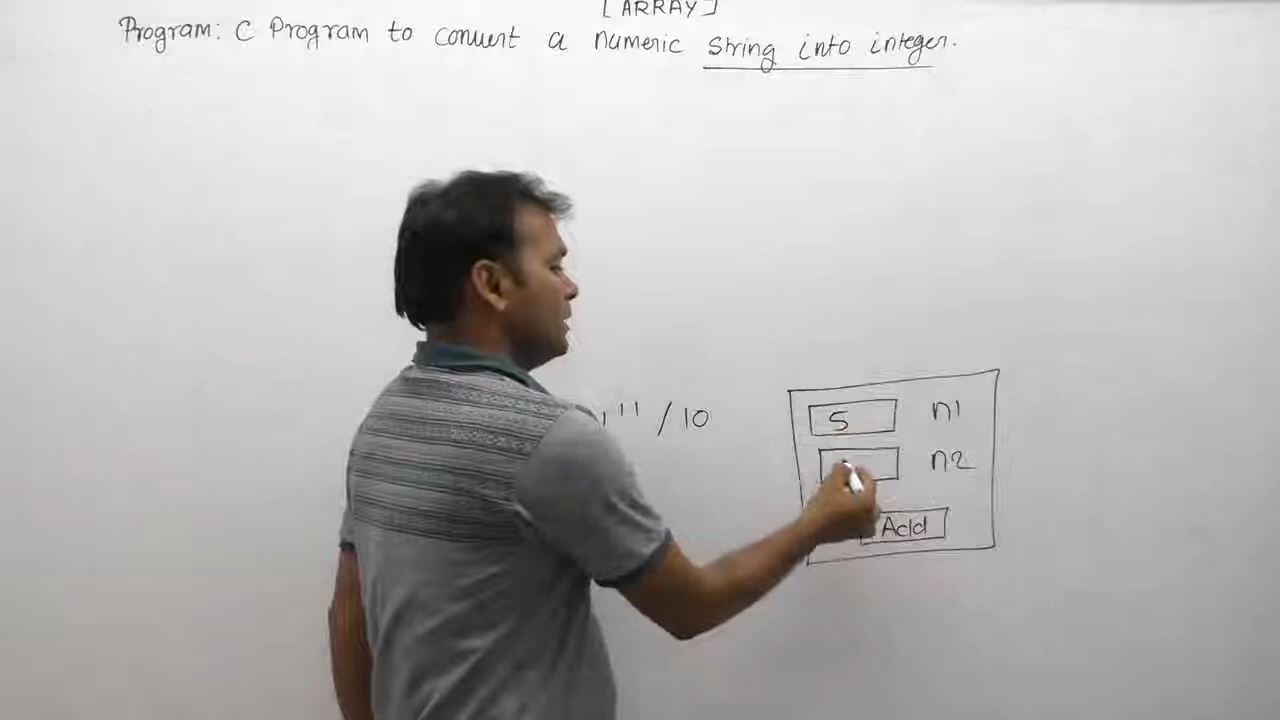 [ARRAY]
Program: C Program to convert a numeric string into integer.
" / 10
5 n1
n2
Add